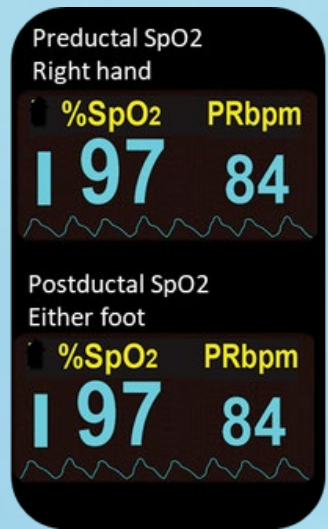 Preductal SpO2
Right hand
%SpO2 PRbpm
97 84
Postductal SpO2
Either foot
%SpO2 PRbpm
97 84